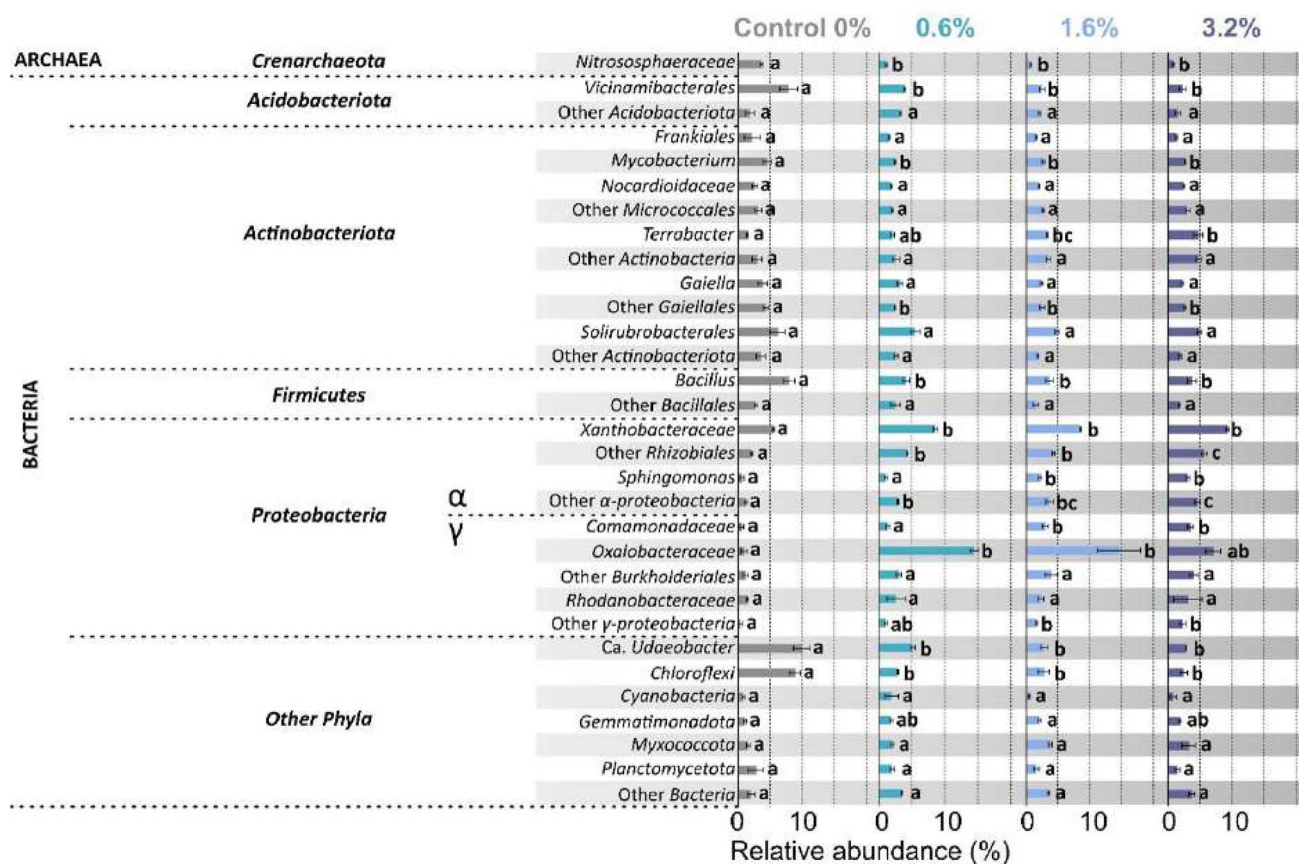 Control 0% 0.6% 1.6% 3.2%
ARCHAEA Crenarchaeota Nitrososphaeraceae a b b b
Acidobacteriota
Vicinamibacterales a b b b
Other Acidobacteriota a a a a
Frankiales a a a a
Mycobacterium a b b b
Nocardioidaceae a a a a
Other Micrococcales a a a a
Actinobacteriota
Terrabacter a ab bc b
Other Actinobacteria a a a a
Gaiella a a a a
Other Gaiellales a b b b
Solirubrobacterales a a a a
Other Actinobacteriota a a a a
BACTERIA
Firmicutes
Bacillus a b b b
Other Bacillales a a a a
Xanthobacteraceae a b b b
Other Rhizobiales a b b c
Sphingomonas a a b b
Proteobacteria
α
Other α-proteobacteria a b bc c
γ
Comamonadaceae a a b b
Oxalobacteraceae a b b ab
Other Burkholderiales a a a a
Rhodanobacteraceae a a a a
Other γ-proteobacteria a ab b b
Ca. Udaeobacter a b b b
Chloroflexi a b b b
Cyanobacteria a a a a
Other Phyla
Gemmatimonadota a ab a ab
Myxococcota a a a a
Planctomycetota a a a a
Other Bacteria a a a a
0 10 0 10 0 10 0 10
Relative abundance (%)